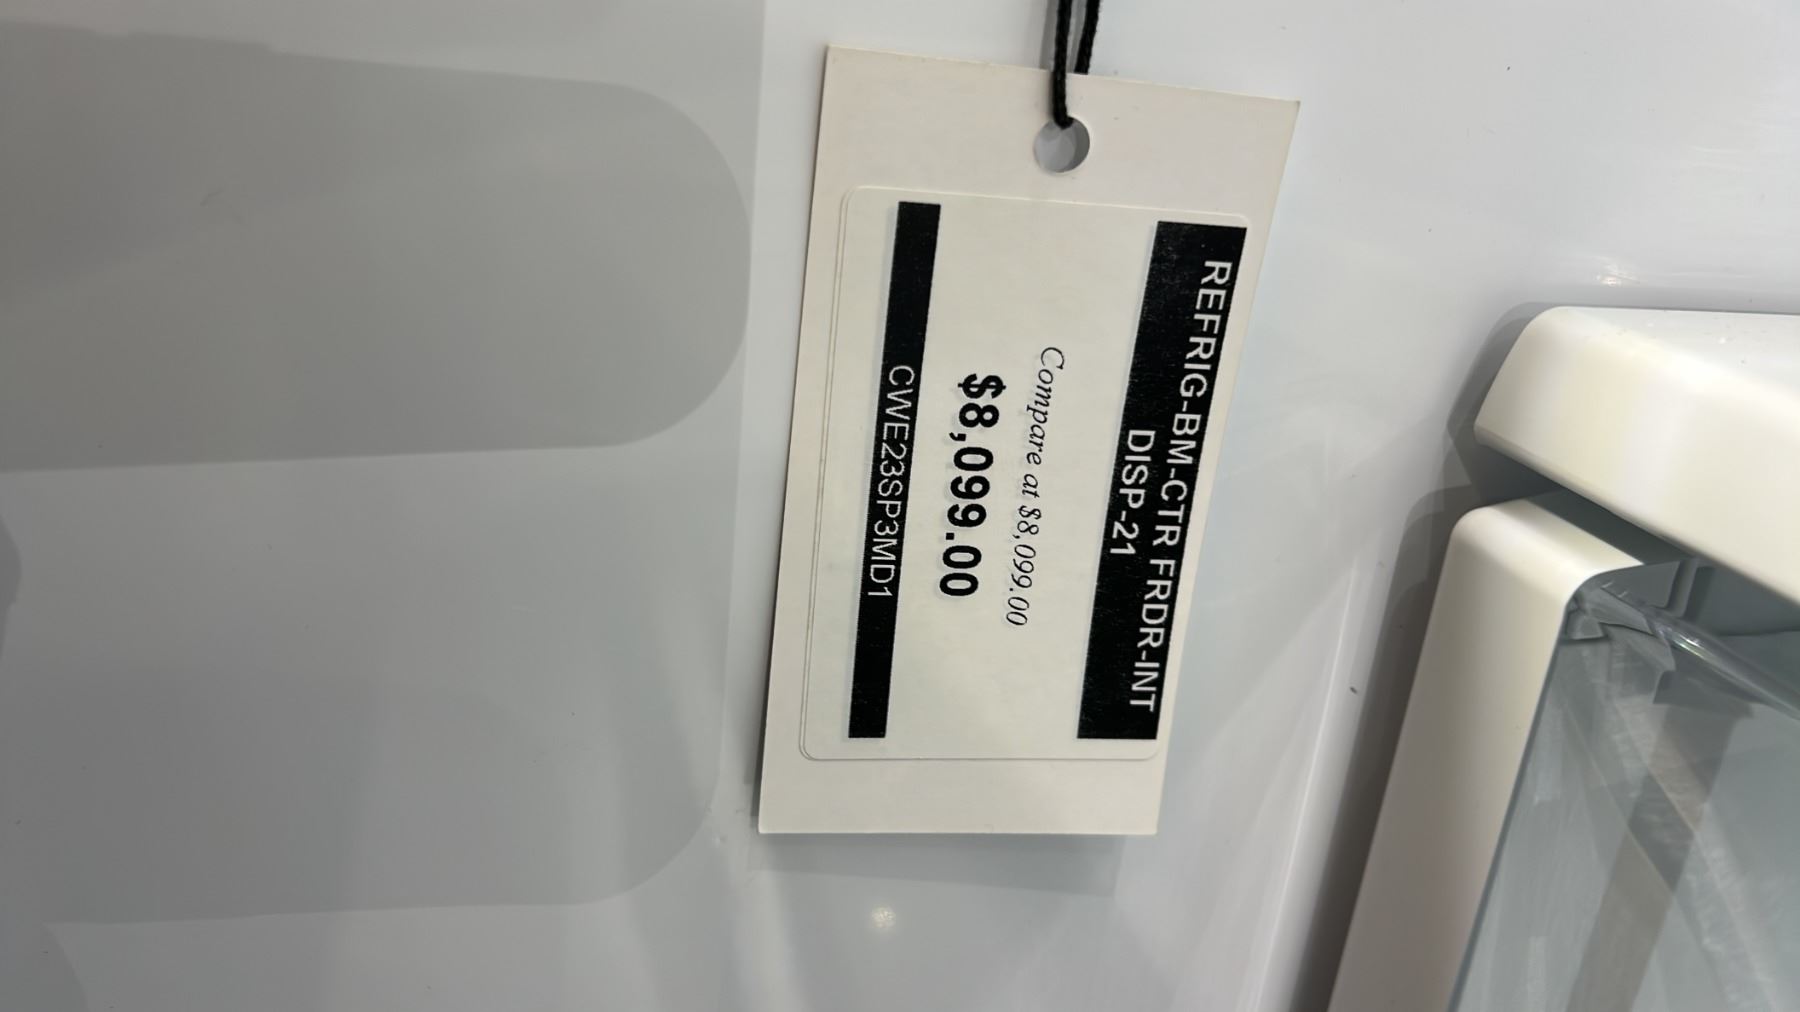 REFRIG-BM-CTR FRDR-INT
DISP-21
Compare at $8,099.00
$8,099.00
CWE23SP3MD1